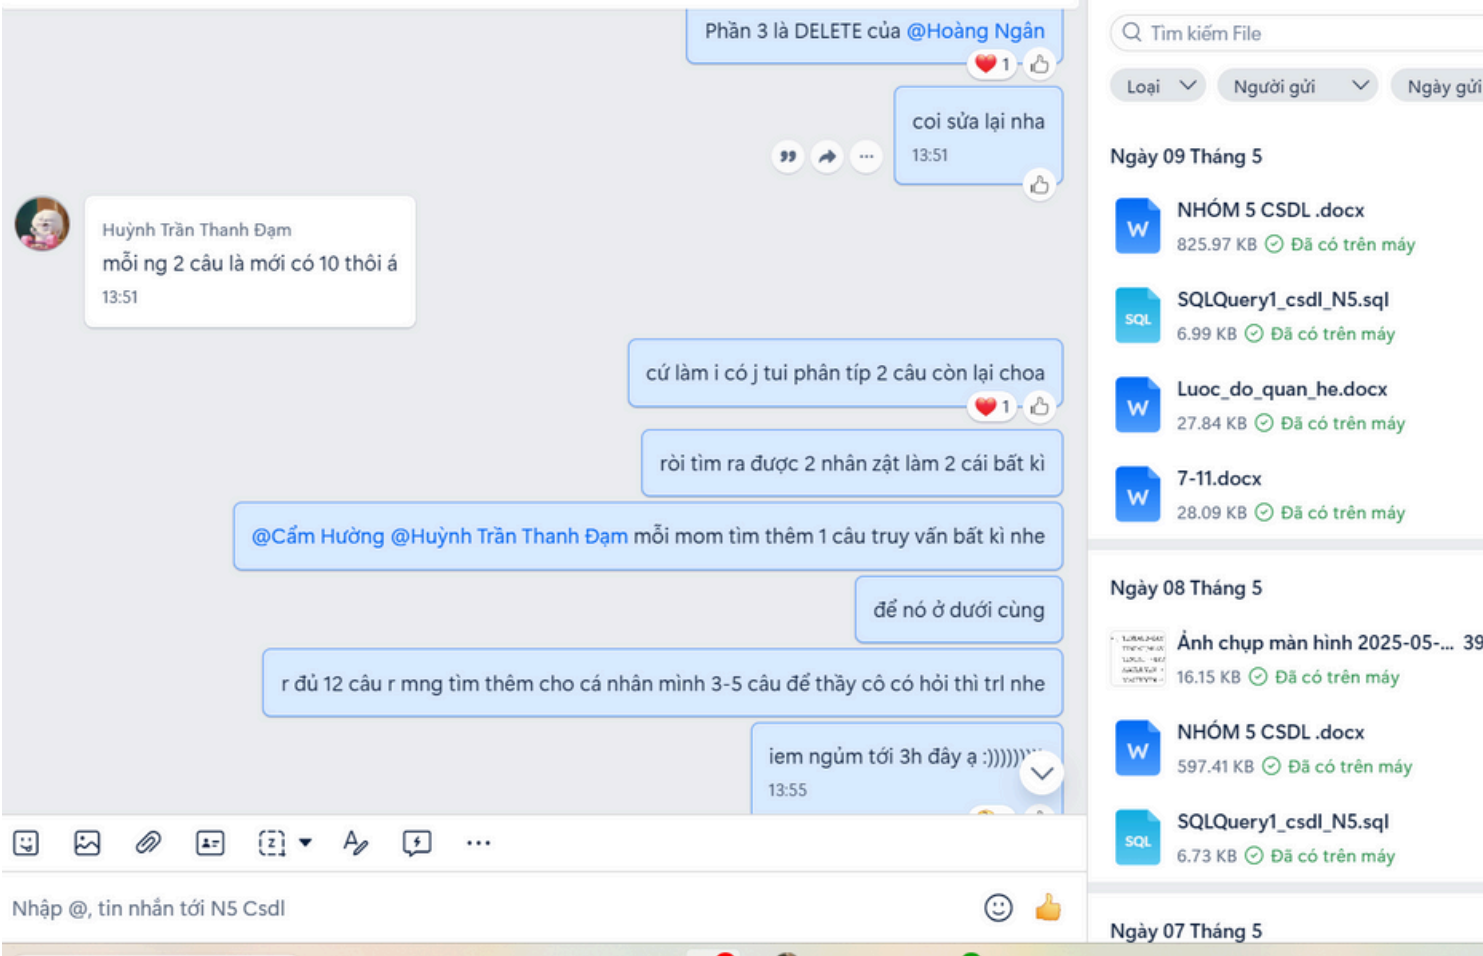 Phần 3 là DELETE của @Hoàng Ngân
1
coi sửa lại nha
13:51
Huỳnh Trần Thanh Đạm
mỗi ng 2 câu là mới có 10 thôi á
13:51
cứ làm i có j tui phân típ 2 câu còn lại choa
1
ròi tìm ra được 2 nhân zật làm 2 cái bất kì
@Cẩm Hường @Huỳnh Trần Thanh Đạm mỗi mom tìm thêm 1 câu truy vấn bất kì nhe
để nó ở dưới cùng
r đủ 12 câu r mng tìm thêm cho cá nhân mình 3-5 câu để thầy cô có hỏi thì trl nhe
iem ngủm tới 3h đây ạ :))))))))
13:55
Nhập @, tin nhắn tới N5 Csdl
Tìm kiếm File
Loại Người gửi Ngày gửi
Ngày 09 Tháng 5
W
NHÓM 5 CSDL .docx
825.97 KB Đã có trên máy
SQL
SQLQuery1_csdl_N5.sql
6.99 KB Đã có trên máy
W
Luoc_do_quan_he.docx
27.84 KB Đã có trên máy
W
7-11.docx
28.09 KB Đã có trên máy
Ngày 08 Tháng 5
Ảnh chụp màn hình 2025-05-... 39
16.15 KB Đã có trên máy
W
NHÓM 5 CSDL .docx
597.41 KB Đã có trên máy
SQL
SQLQuery1_csdl_N5.sql
6.73 KB Đã có trên máy
Ngày 07 Tháng 5